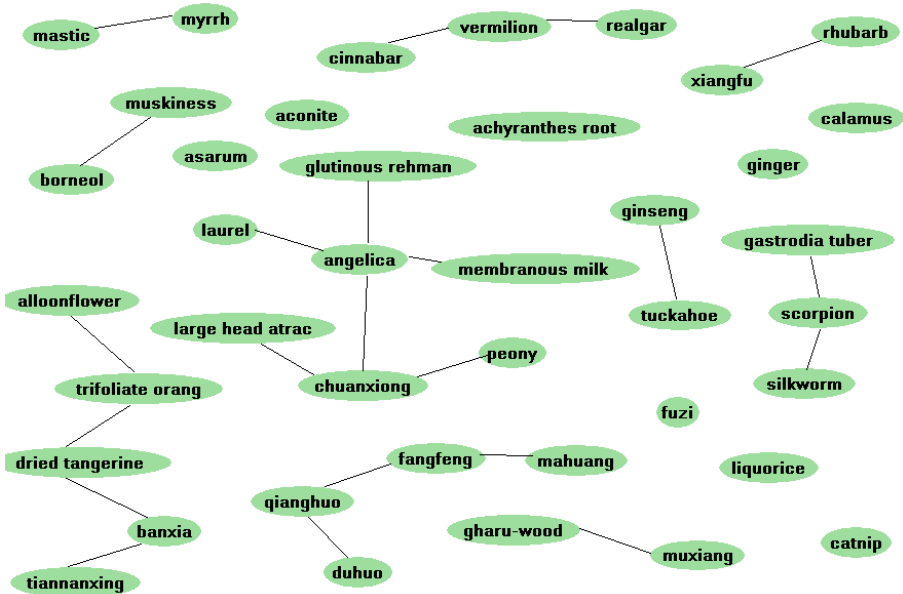 myrrh
mastic
vermilion
realgar
cinnabar
rhubarb
xiangfu
muskiness
aconite
achyranthes root
calamus
asarum
glutinous rehman
ginger
borneol
ginseng
laurel
gastrodia tuber
angelica
membranous milk
alloonflower
large head atrac
tuckahoe
scorpion
peony
trifoliate orang
chuanxiong
silkworm
fuzi
dried tangerine
fangfeng
mahuang
liquorice
qianghuo
banxia
gharu-wood
catnip
muxiang
tiannanxing
duhuo